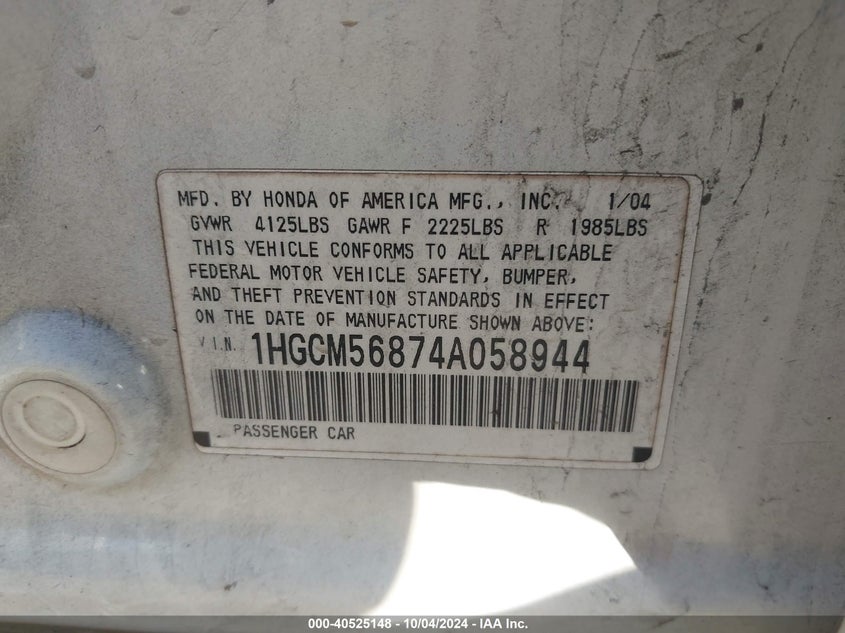 MFD. BY HONDA OF AMERICA MFG., INC. 1/04
GVWR 4125LBS GAWR F 2225LBS R 1985LBS
THIS VEHICLE CONFORMS TO ALL APPLICABLE
FEDERAL MOTOR VEHICLE SAFETY, BUMPER,
AND THEFT PREVENTION STANDARDS IN EFFECT
ON THE DATE OF MANUFACTURE SHOWN ABOVE:
V.I.N. 1HGCM56874A058944
PASSENGER CAR
000-40525148 - 10/04/2024 - IAA Inc.